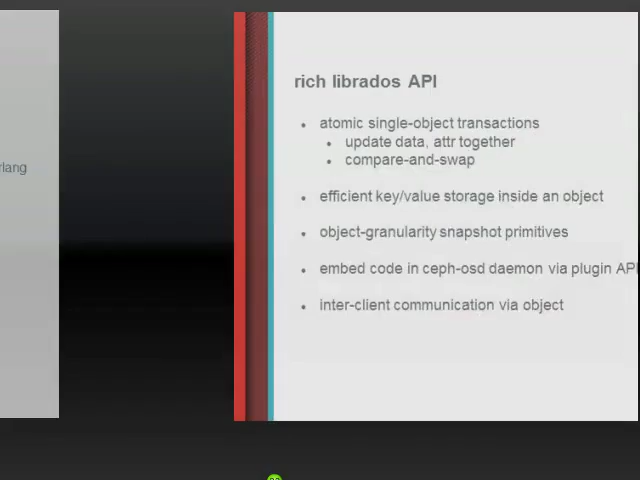 rlang
rich librados API
• atomic single-object transactions
• update data, attr together
• compare-and-swap
• efficient key/value storage inside an object
• object-granularity snapshot primitives
• embed code in ceph-osd daemon via plugin API
• inter-client communication via object